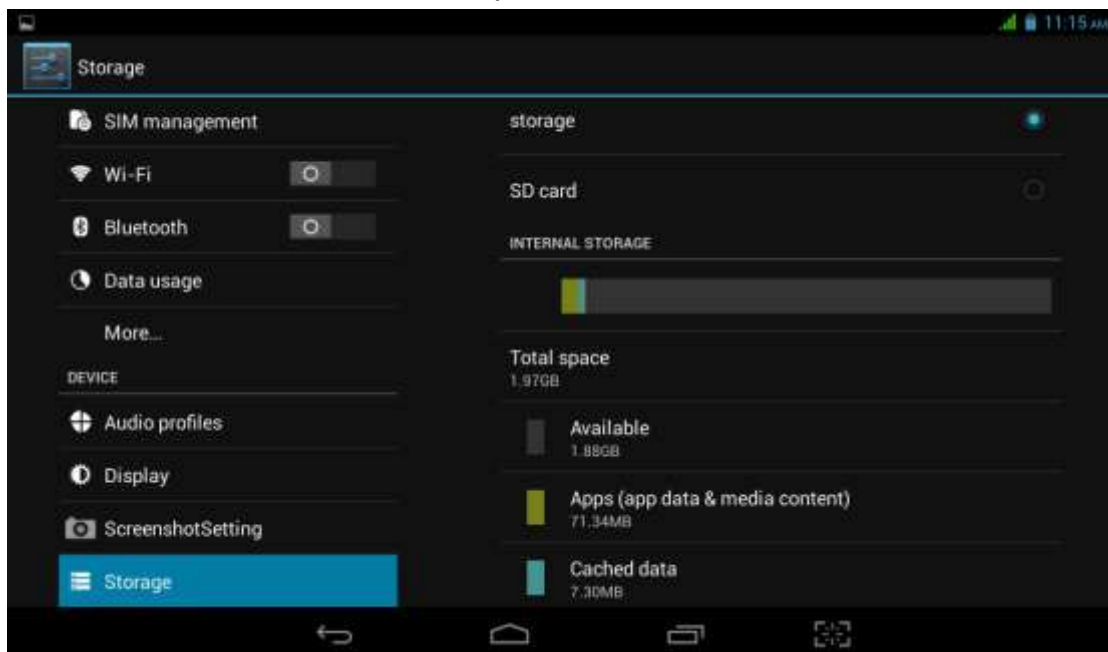 11:15 AM
Storage
SIM management
Wi-Fi
Bluetooth
Data usage
More...
DEVICE
Audio profiles
Display
ScreenshotSetting
Storage
storage
SD card
INTERNAL STORAGE
Total space
1.97GB
Available
1.88GB
Apps (app data & media content)
71.34MB
Cached data
7.30MB